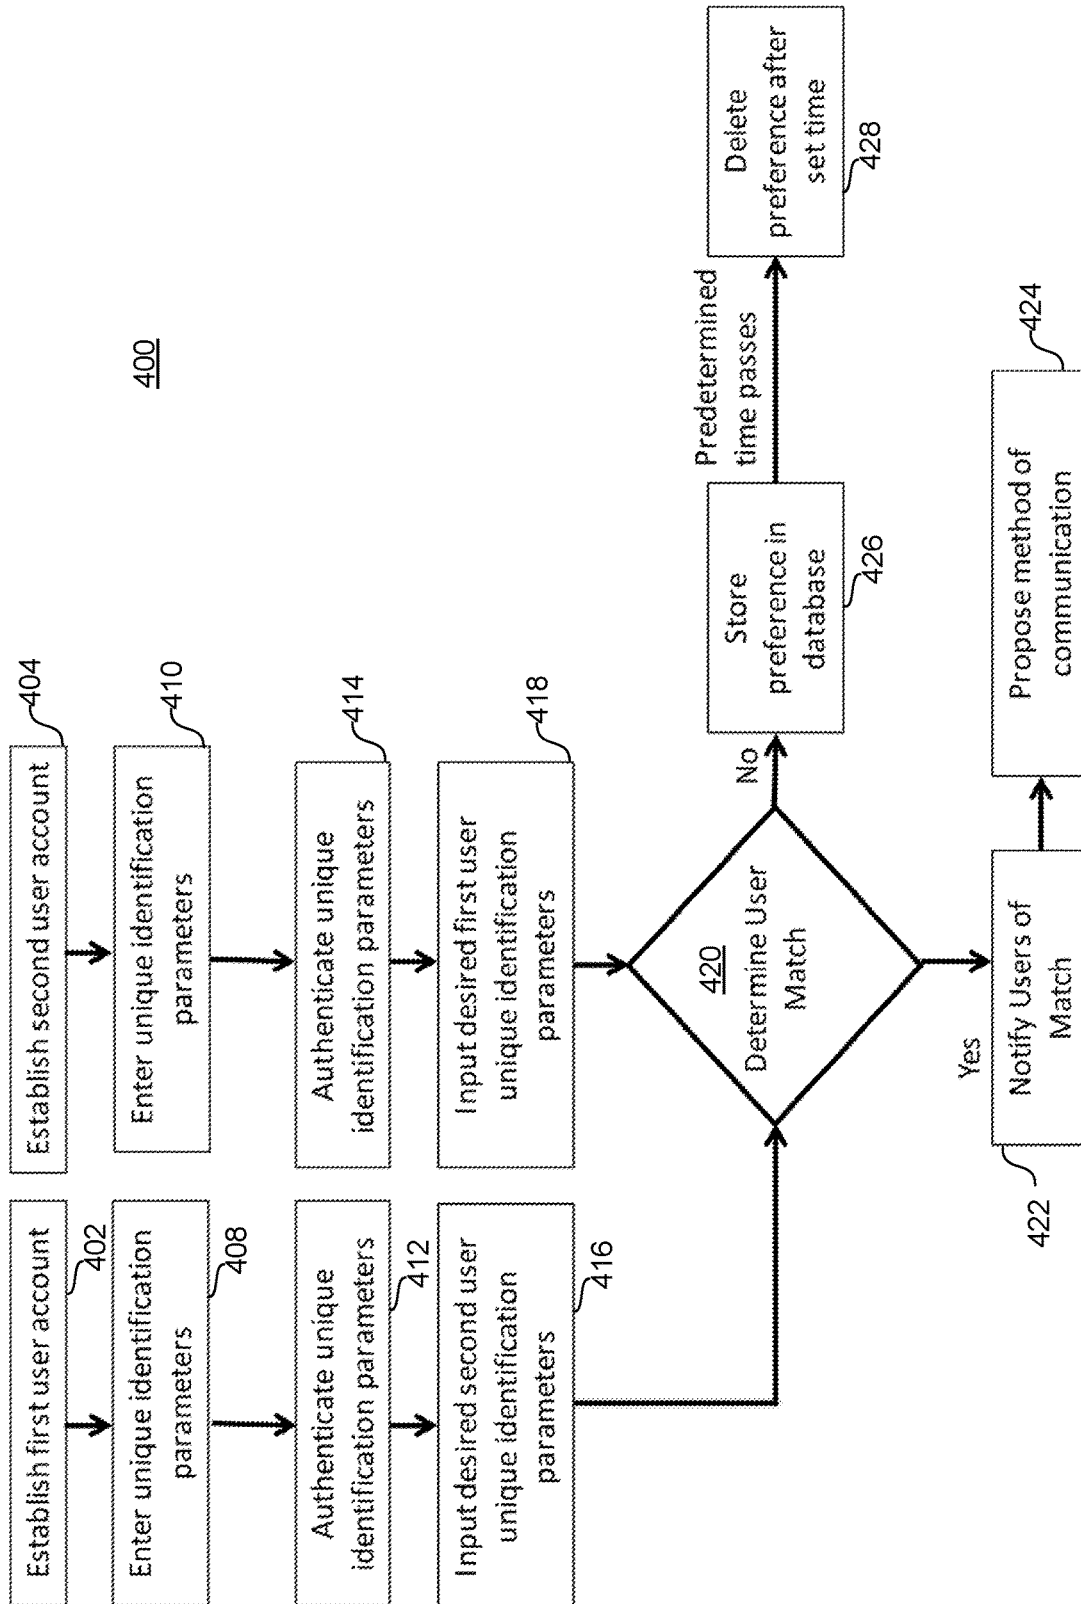 400
Establish first user account
402
Establish second user account
404
Enter unique identification
parameters
408
Enter unique identification
parameters
410
Authenticate unique
identification parameters
412
Authenticate unique
identification parameters
414
Input desired second user
unique identification
parameters
416
Input desired first user
unique identification
parameters
418
420
Determine User
Match
No
Store
preference in
database
426
Predetermined
time passes
Delete
preference after
set time
428
Yes
Notify Users of
Match
422
Propose method of
communication
424